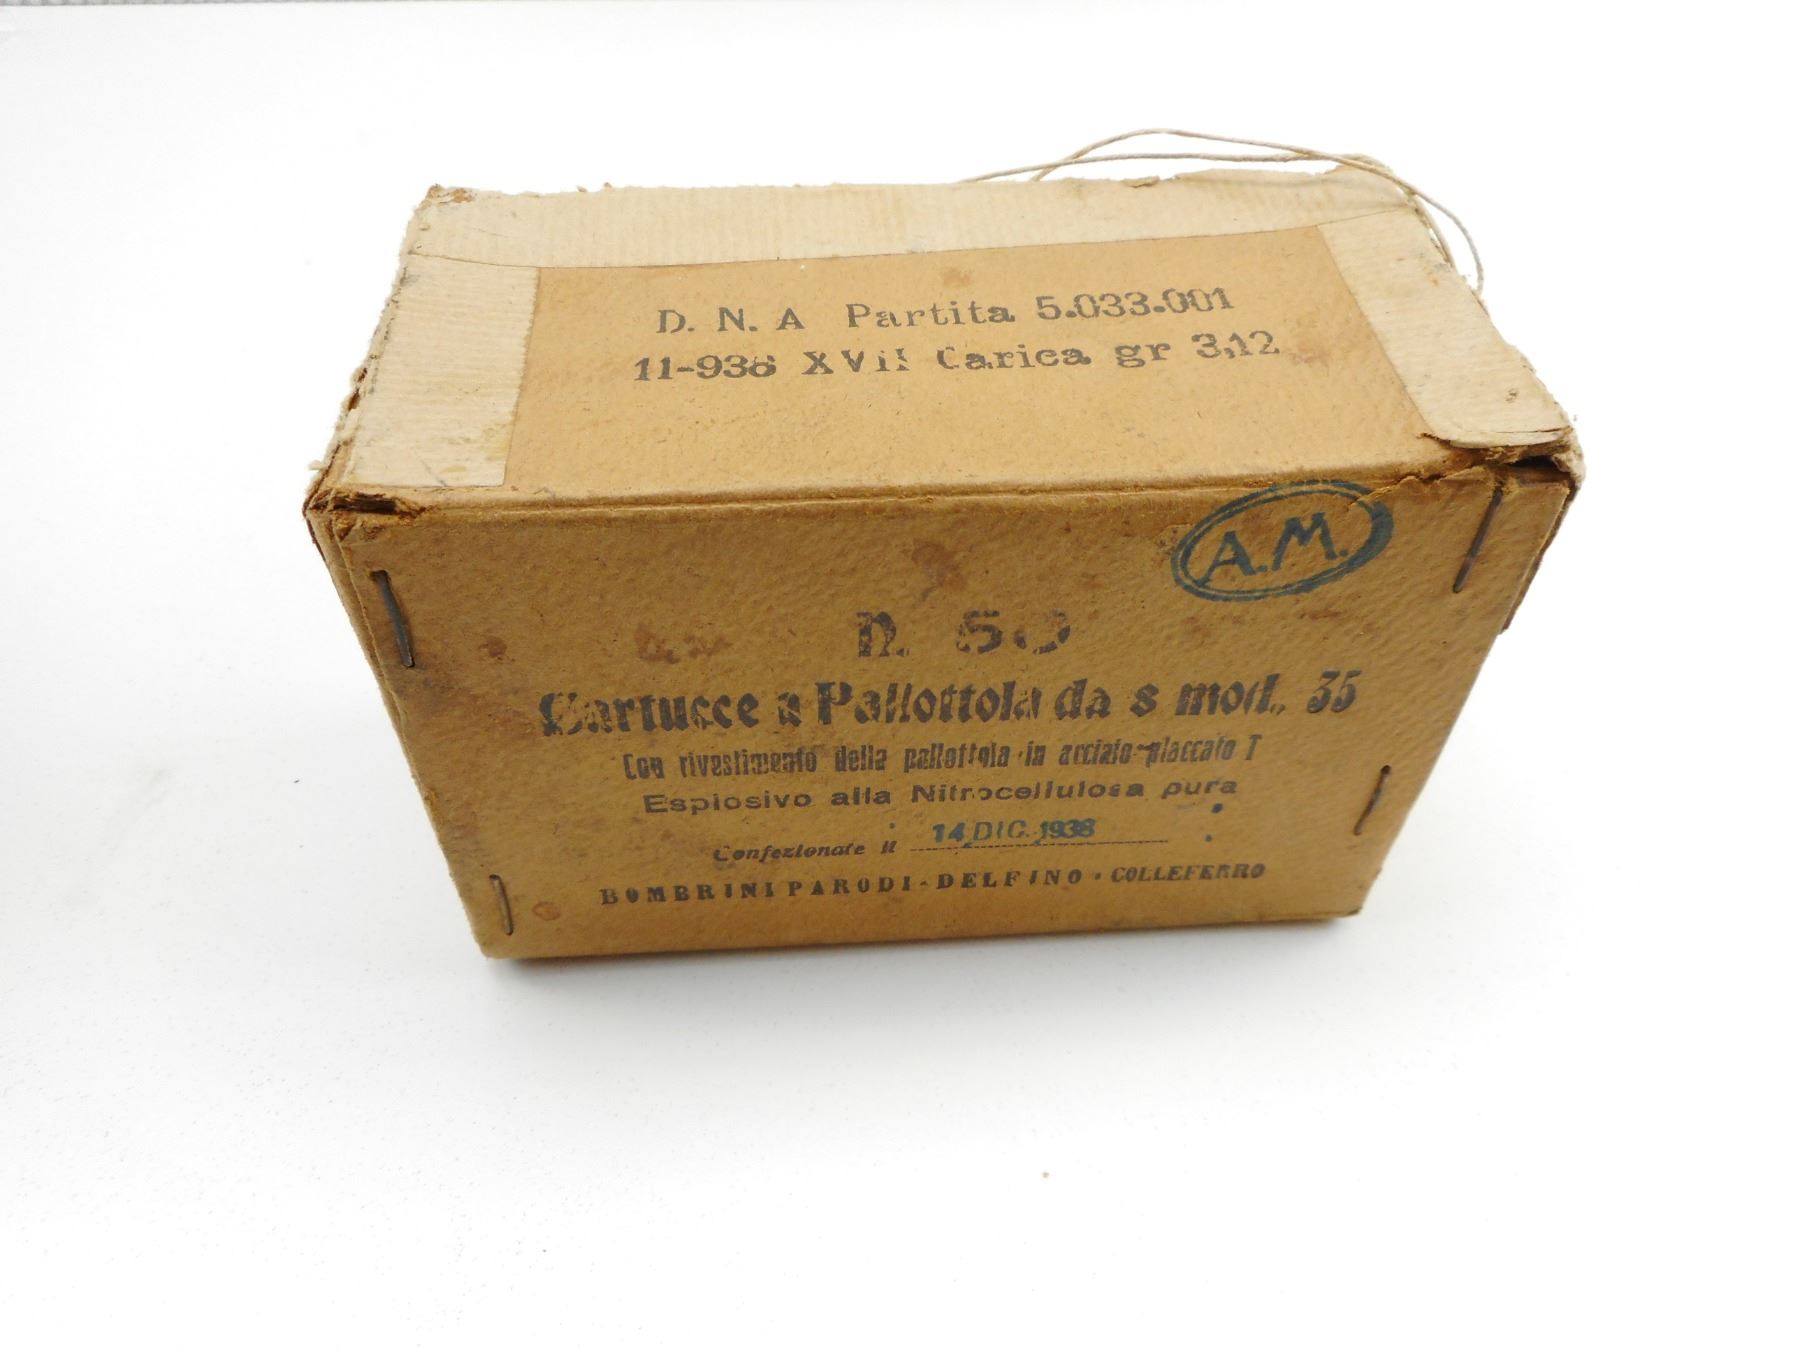 D. N. A Partita 5.033.001
11-938 XVII Carica gr 3,12
A.M.
N. 50
Cartucce a Pallottola da 8 mod. 35
Con rivestimento della pallottola in acciaio-placcato T
Esplosivo alla Nitrocellulosa pura
Confezionate il 14 DIC. 1938
BOMBRINI PARODI-DELFINO · COLLEFERRO